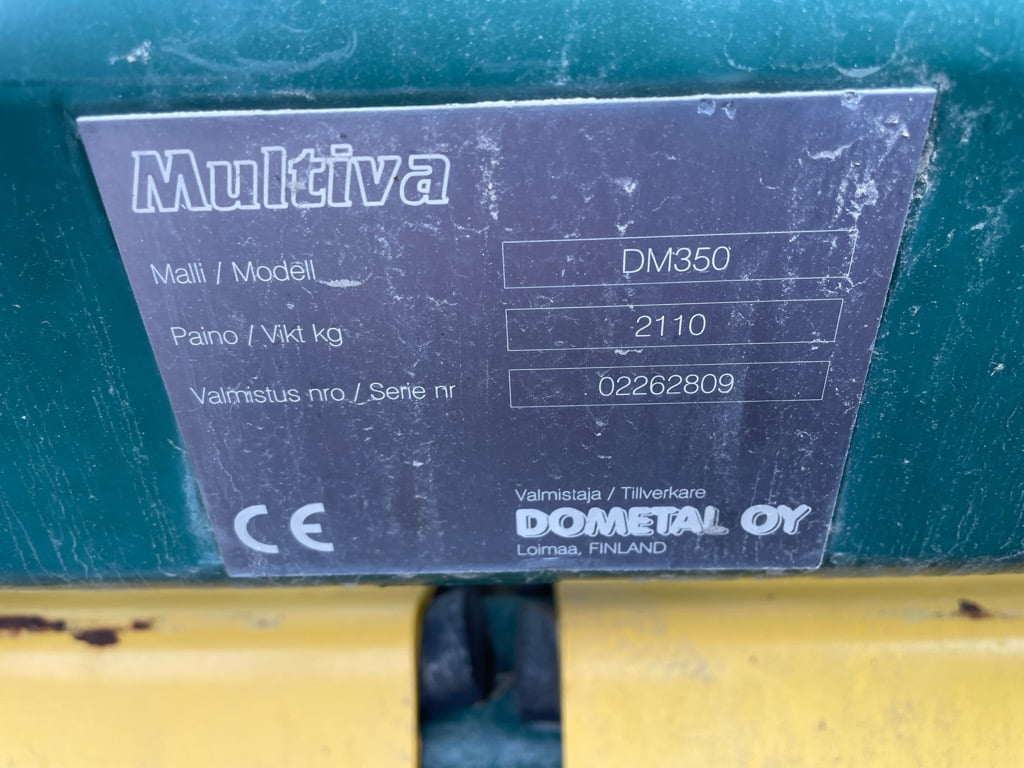 Multiva
Malli / Modell DM350
Paino / Vikt kg 2110
Valmistus nro / Serie nr 02262809
CE
Valmistaja / Tillverkare
DOMETAL OY
Loimaa, FINLAND